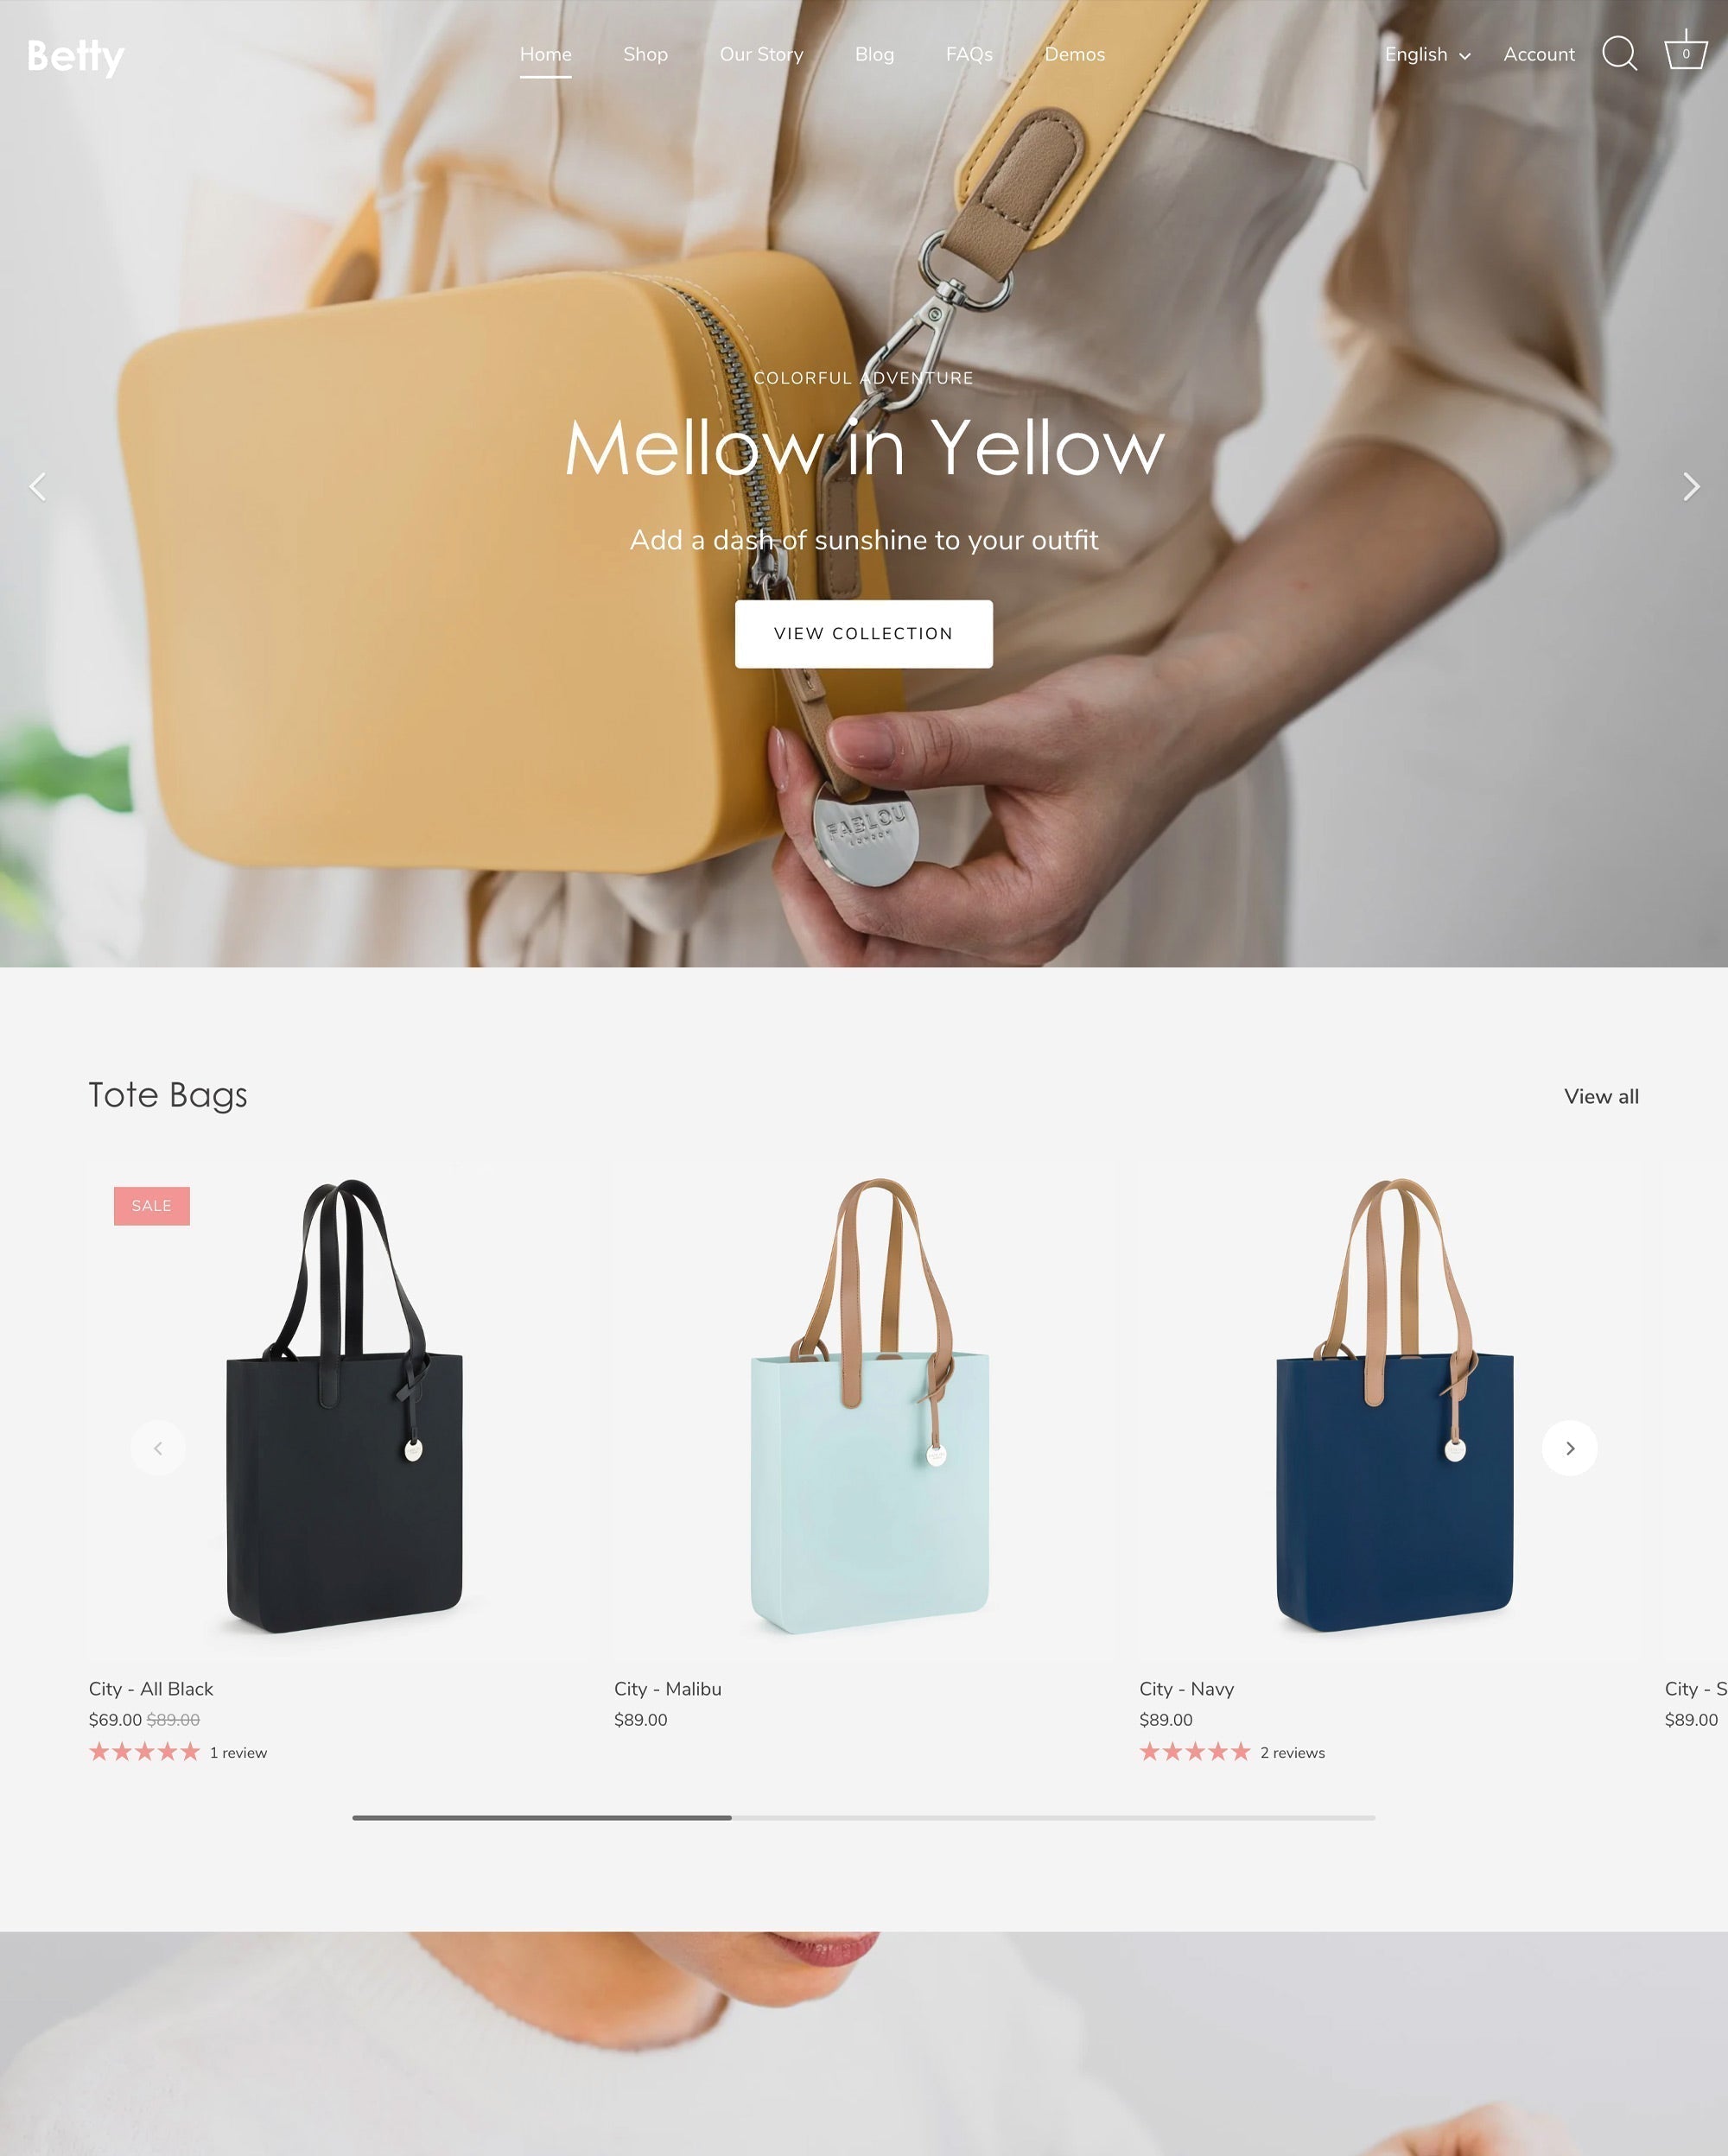 Betty
Home Shop Our Story Blog FAQs Demos
English Account 0
COLORFUL ADVENTURE
Mellow in Yellow
Add a dash of sunshine to your outfit
VIEW COLLECTION
FABLOU
LONDON
Tote Bags
View all
SALE
City - All Black
$69.00 $89.00
1 review
City - Malibu
$89.00
City - Navy
$89.00
2 reviews
City - S
$89.00